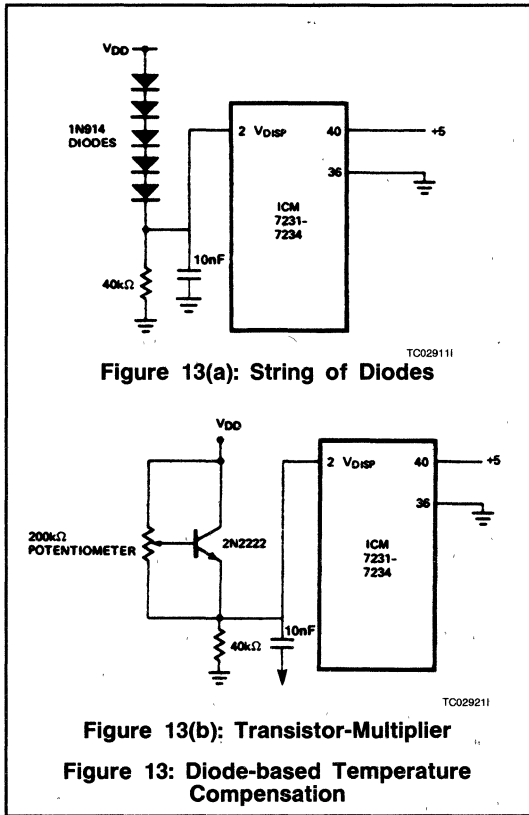 VDD
1N914
DIODES
2 VDISP 40 +5
36
ICM
7231-
7234
10nF
40kΩ
TC02911I
Figure 13(a): String of Diodes
VDD
2 VDISP 40 +5
36
200kΩ
POTENTIOMETER
2N2222
ICM
7231-
7234
10nF
40kΩ
TC02921I
Figure 13(b): Transistor-Multiplier
Figure 13: Diode-based Temperature
Compensation